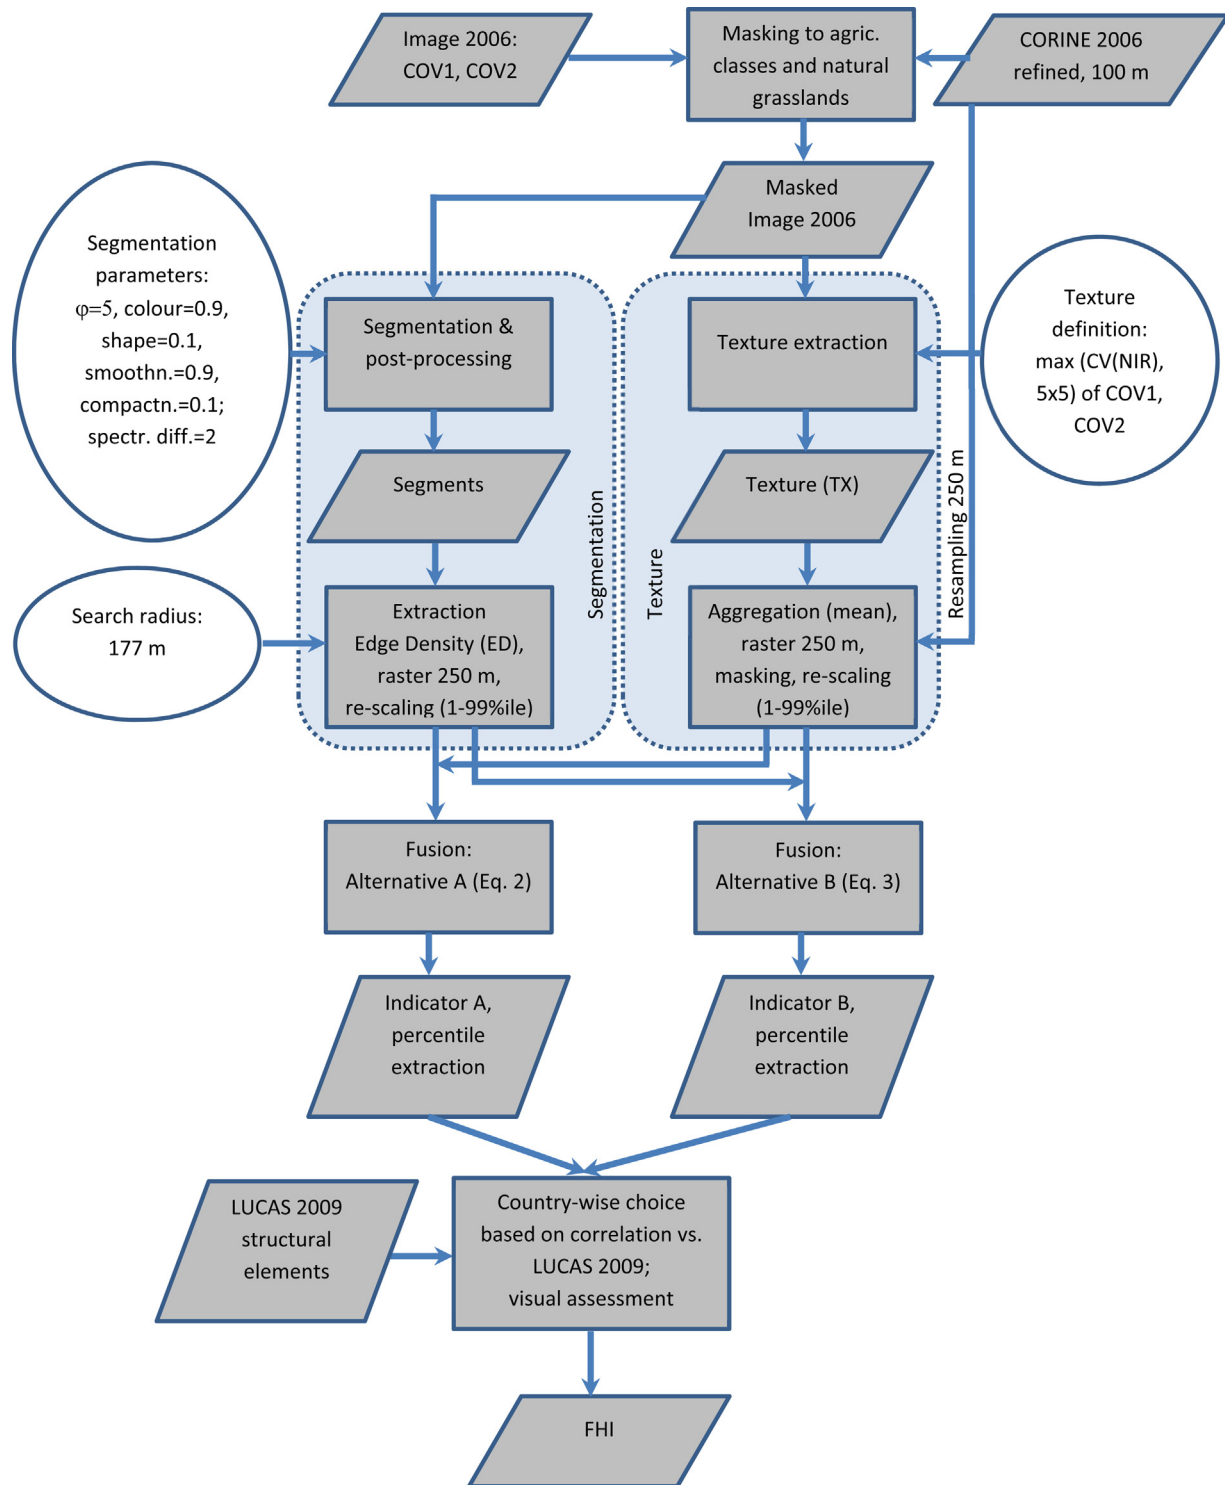 Image 2006:
COV1, COV2
Masking to agric.
classes and natural
grasslands
CORINE 2006
refined, 100 m
Masked
Image 2006
Segmentation
parameters:
φ=5, colour=0.9,
shape=0.1,
smoothn.=0.9,
compactn.=0.1;
spectr. diff.=2
Segmentation &
post-processing
Texture extraction
Texture
definition:
max (CV(NIR),
5x5) of COV1,
COV2
Segments
Texture (TX)
Segmentation
Texture
Resampling 250 m
Search radius:
177 m
Extraction
Edge Density (ED),
raster 250 m,
re-scaling (1-99%ile)
Aggregation (mean),
raster 250 m,
masking, re-scaling
(1-99%ile)
Fusion:
Alternative A (Eq. 2)
Fusion:
Alternative B (Eq. 3)
Indicator A,
percentile
extraction
Indicator B,
percentile
extraction
LUCAS 2009
structural
elements
Country-wise choice
based on correlation vs.
LUCAS 2009;
visual assessment
FHI